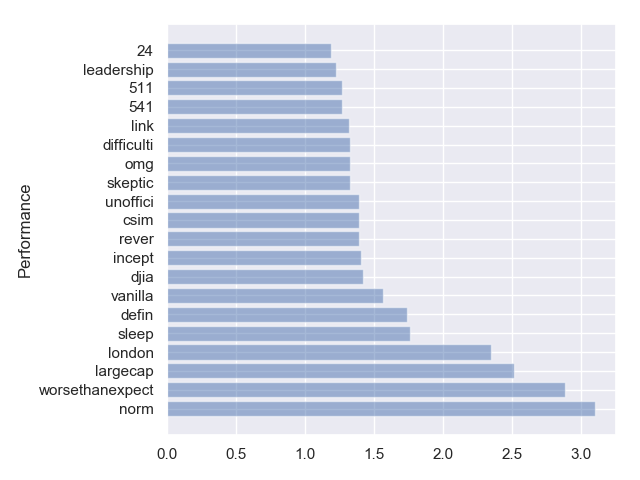 24
leadership
511
541
link
difficulti
omg
skeptic
unoffici
csim
rever
incept
djia
vanilla
defin
sleep
london
largecap
worsethanexpect
norm
Performance
0.0 0.5 1.0 1.5 2.0 2.5 3.0